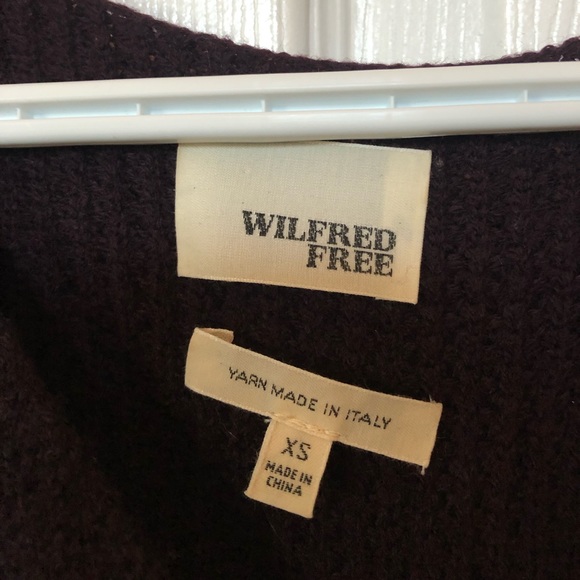 WILFRED
FREE
YARN MADE IN ITALY
XS
MADE IN
CHINA